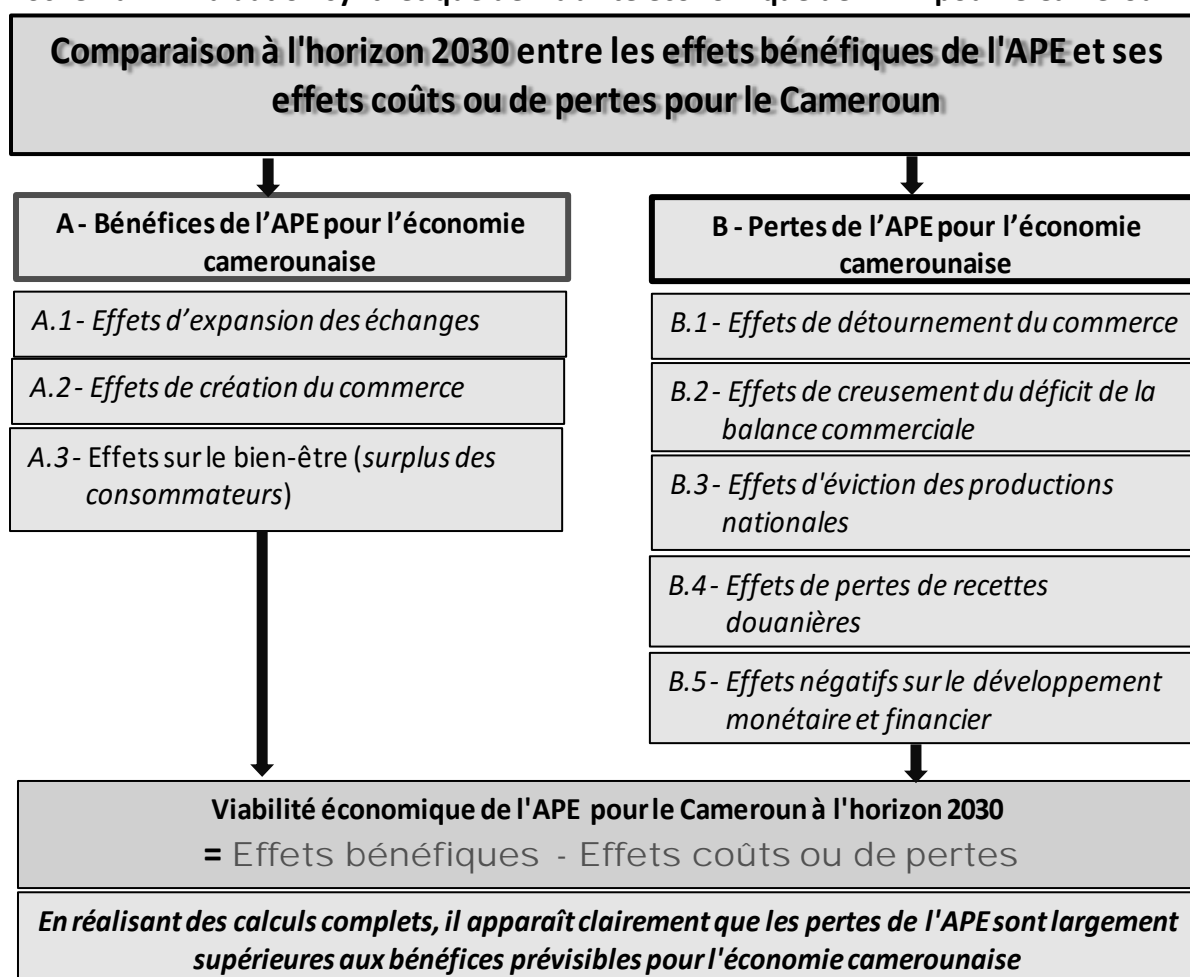 Comparaison à l'horizon 2030 entre les effets bénéfiques de l'APE et ses
effets coûts ou de pertes pour le Cameroun
A - Bénéfices de l’APE pour l’économie
camerounaise
A.1 - Effets d’expansion des échanges
A.2 - Effets de création du commerce
A.3 - Effets sur le bien-être (surplus des
consommateurs)
B - Pertes de l’APE pour l’économie
camerounaise
B.1 - Effets de détournement du commerce
B.2 - Effets de creusement du déficit de la
balance commerciale
B.3 - Effets d'éviction des productions
nationales
B.4 - Effets de pertes de recettes
douanières
B.5 - Effets négatifs sur le développement
monétaire et financier
Viabilité économique de l'APE pour le Cameroun à l'horizon 2030
= Effets bénéfiques - Effets coûts ou de pertes
En réalisant des calculs complets, il apparaît clairement que les pertes de l'APE sont largement
supérieures aux bénéfices prévisibles pour l'économie camerounaise